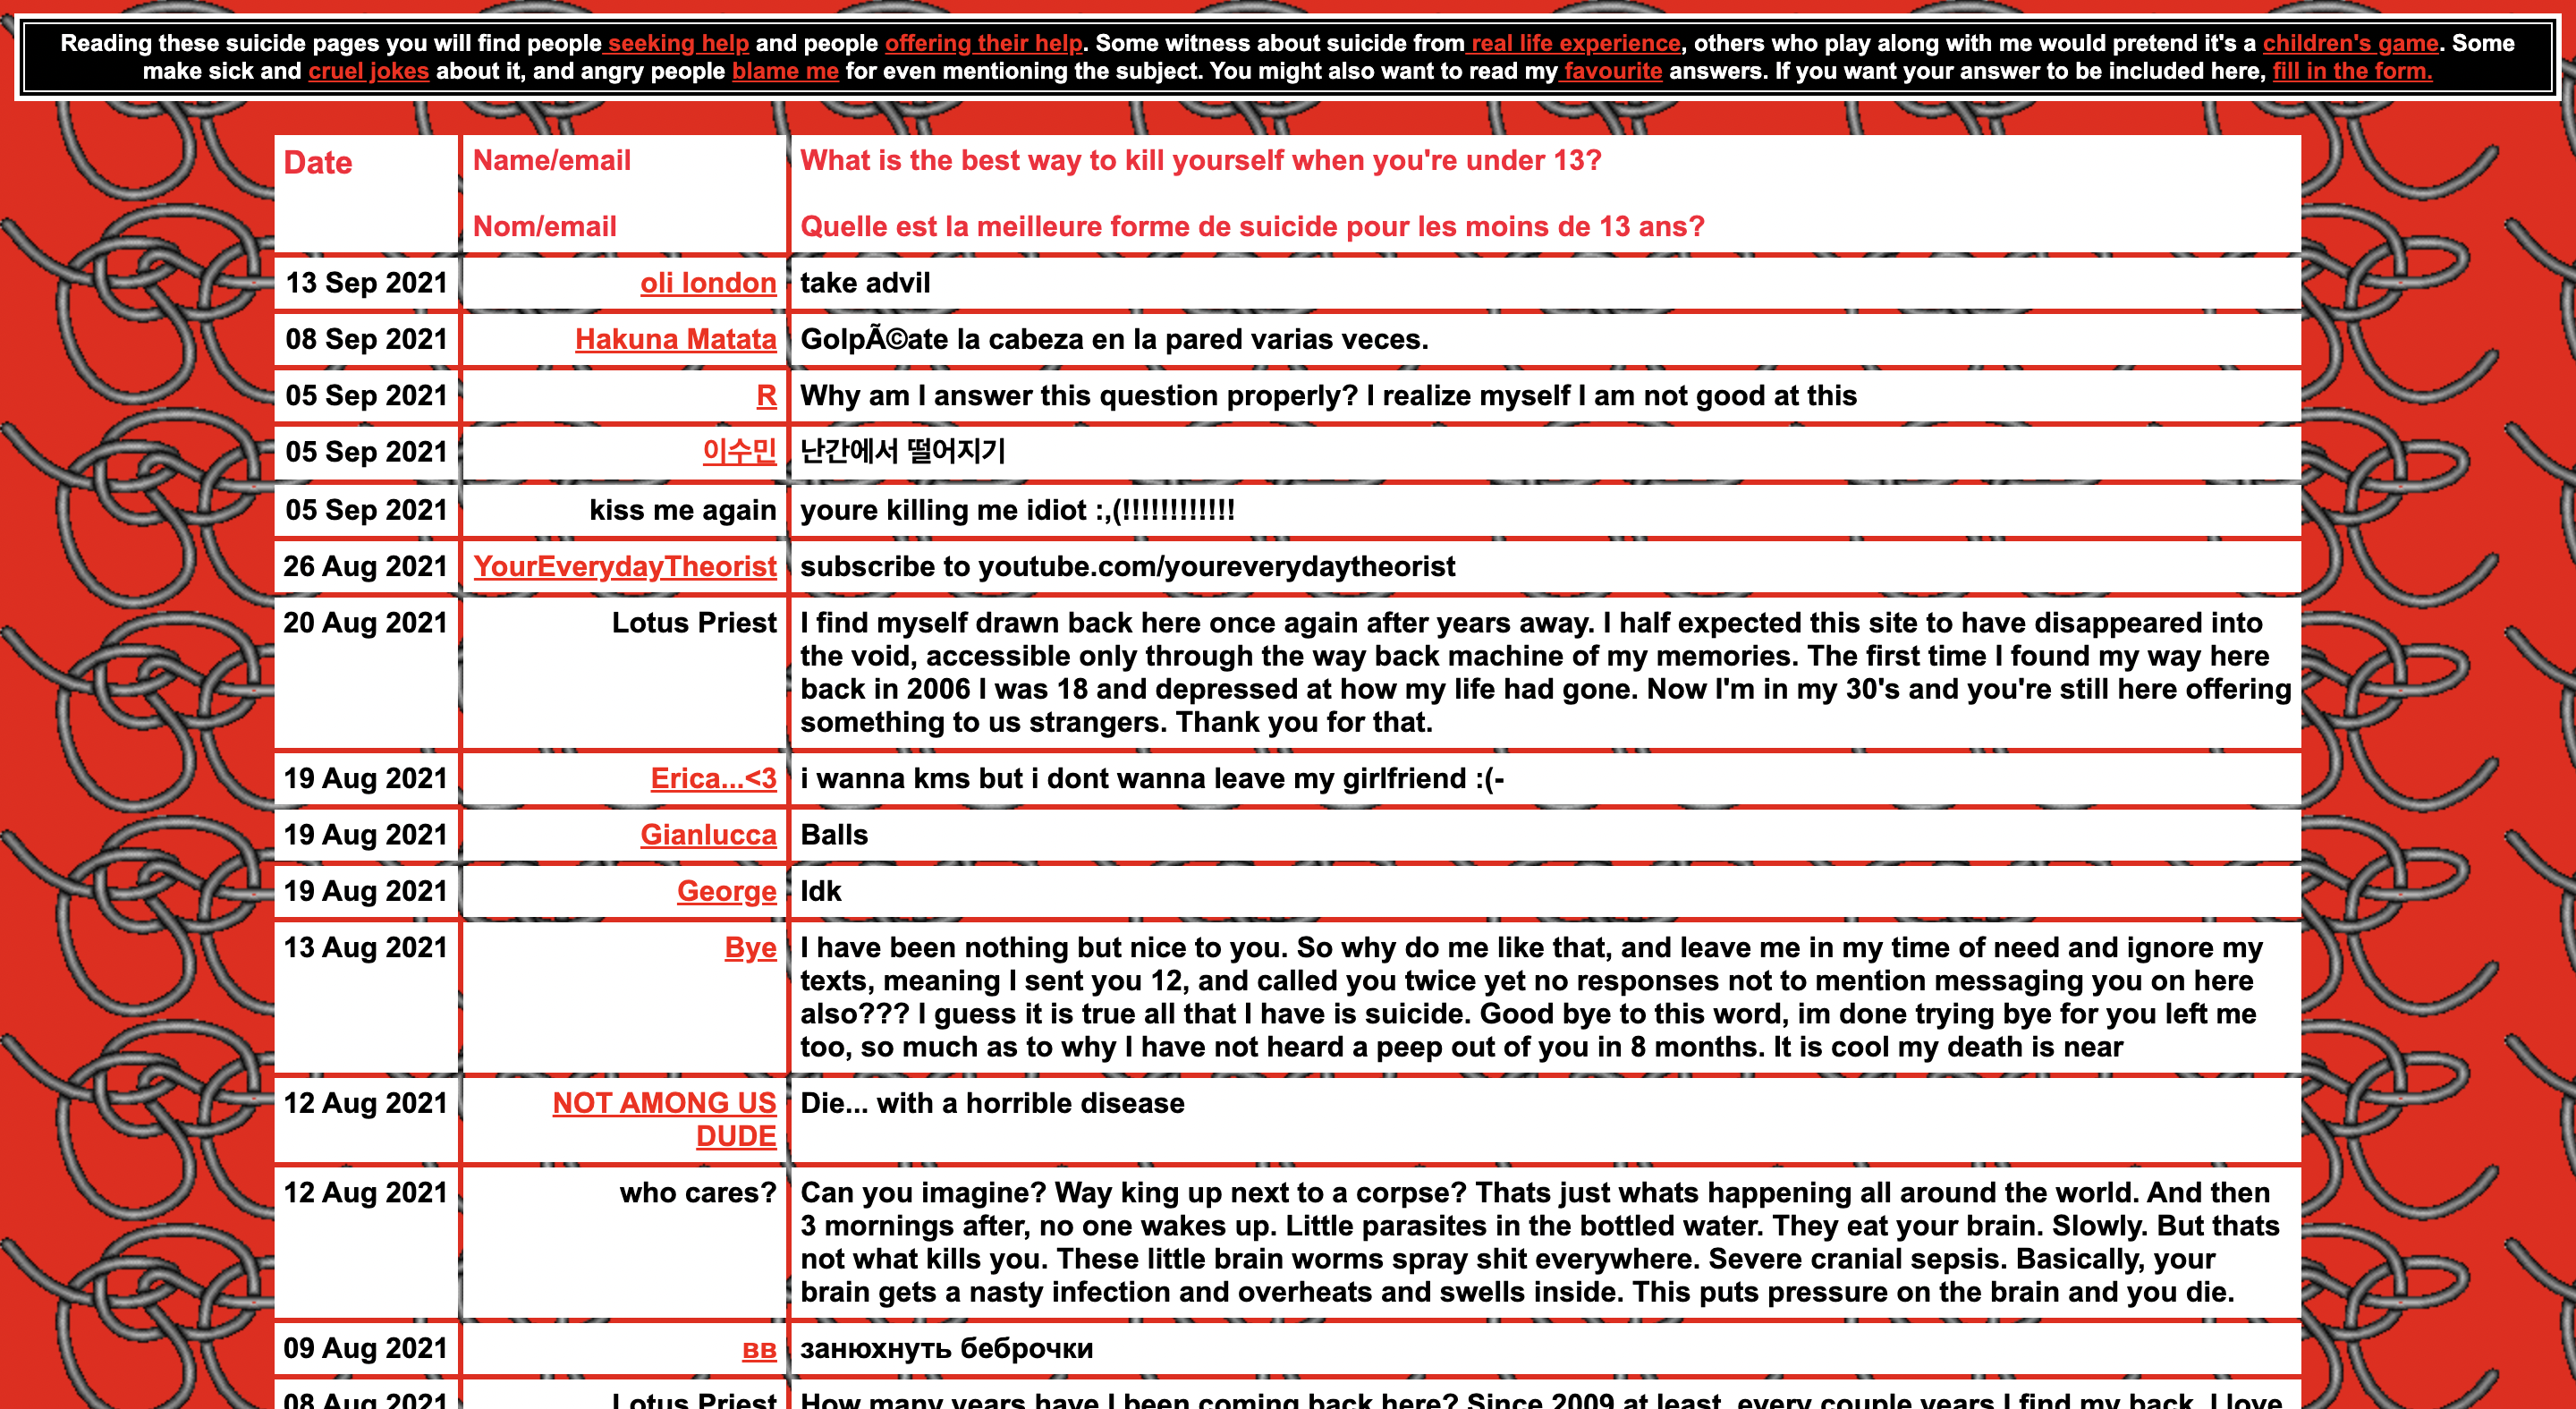 Reading these suicide pages you will find people seeking help and people offering their help. Some witness about suicide from real life experience, others who play along with me would pretend it's a children's game. Some
make sick and cruel jokes about it, and angry people blame me for even mentioning the subject. You might also want to read my favourite answers. If you want your answer to be included here, fill in the form.
Date Name/email What is the best way to kill yourself when you're under 13?
Nom/email Quelle est la meilleure forme de suicide pour les moins de 13 ans?
13 Sep 2021 oli london take advil
08 Sep 2021 Hakuna Matata GolpÃ©ate la cabeza en la pared varias veces.
05 Sep 2021 R Why am I answer this question properly? I realize myself I am not good at this
05 Sep 2021 이수민 난간에서 떨어지기
05 Sep 2021 kiss me again youre killing me idiot :,(!!!!!!!!!!!!
26 Aug 2021 YourEverydayTheorist subscribe to youtube.com/youreverydaytheorist
20 Aug 2021 Lotus Priest I find myself drawn back here once again after years away. I half expected this site to have disappeared into
the void, accessible only through the way back machine of my memories. The first time I found my way here
back in 2006 I was 18 and depressed at how my life had gone. Now I'm in my 30's and you're still here offering
something to us strangers. Thank you for that.
19 Aug 2021 Erica...<3 i wanna kms but i dont wanna leave my girlfriend :(-
19 Aug 2021 Gianlucca Balls
19 Aug 2021 George Idk
13 Aug 2021 Bye I have been nothing but nice to you. So why do me like that, and leave me in my time of need and ignore my
texts, meaning I sent you 12, and called you twice yet no responses not to mention messaging you on here
also??? I guess it is true all that I have is suicide. Good bye to this word, im done trying bye for you left me
too, so much as to why I have not heard a peep out of you in 8 months. It is cool my death is near
12 Aug 2021 NOT AMONG US Die... with a horrible disease
DUDE
12 Aug 2021 who cares? Can you imagine? Way king up next to a corpse? Thats just whats happening all around the world. And then
3 mornings after, no one wakes up. Little parasites in the bottled water. They eat your brain. Slowly. But thats
not what kills you. These little brain worms spray shit everywhere. Severe cranial sepsis. Basically, your
brain gets a nasty infection and overheats and swells inside. This puts pressure on the brain and you die.
09 Aug 2021 вв занюхнуть беброчки
08 Aug 2021 Lotus Priest How many years have I been coming back here? Since 2009 at least, every couple years I find my back. I love